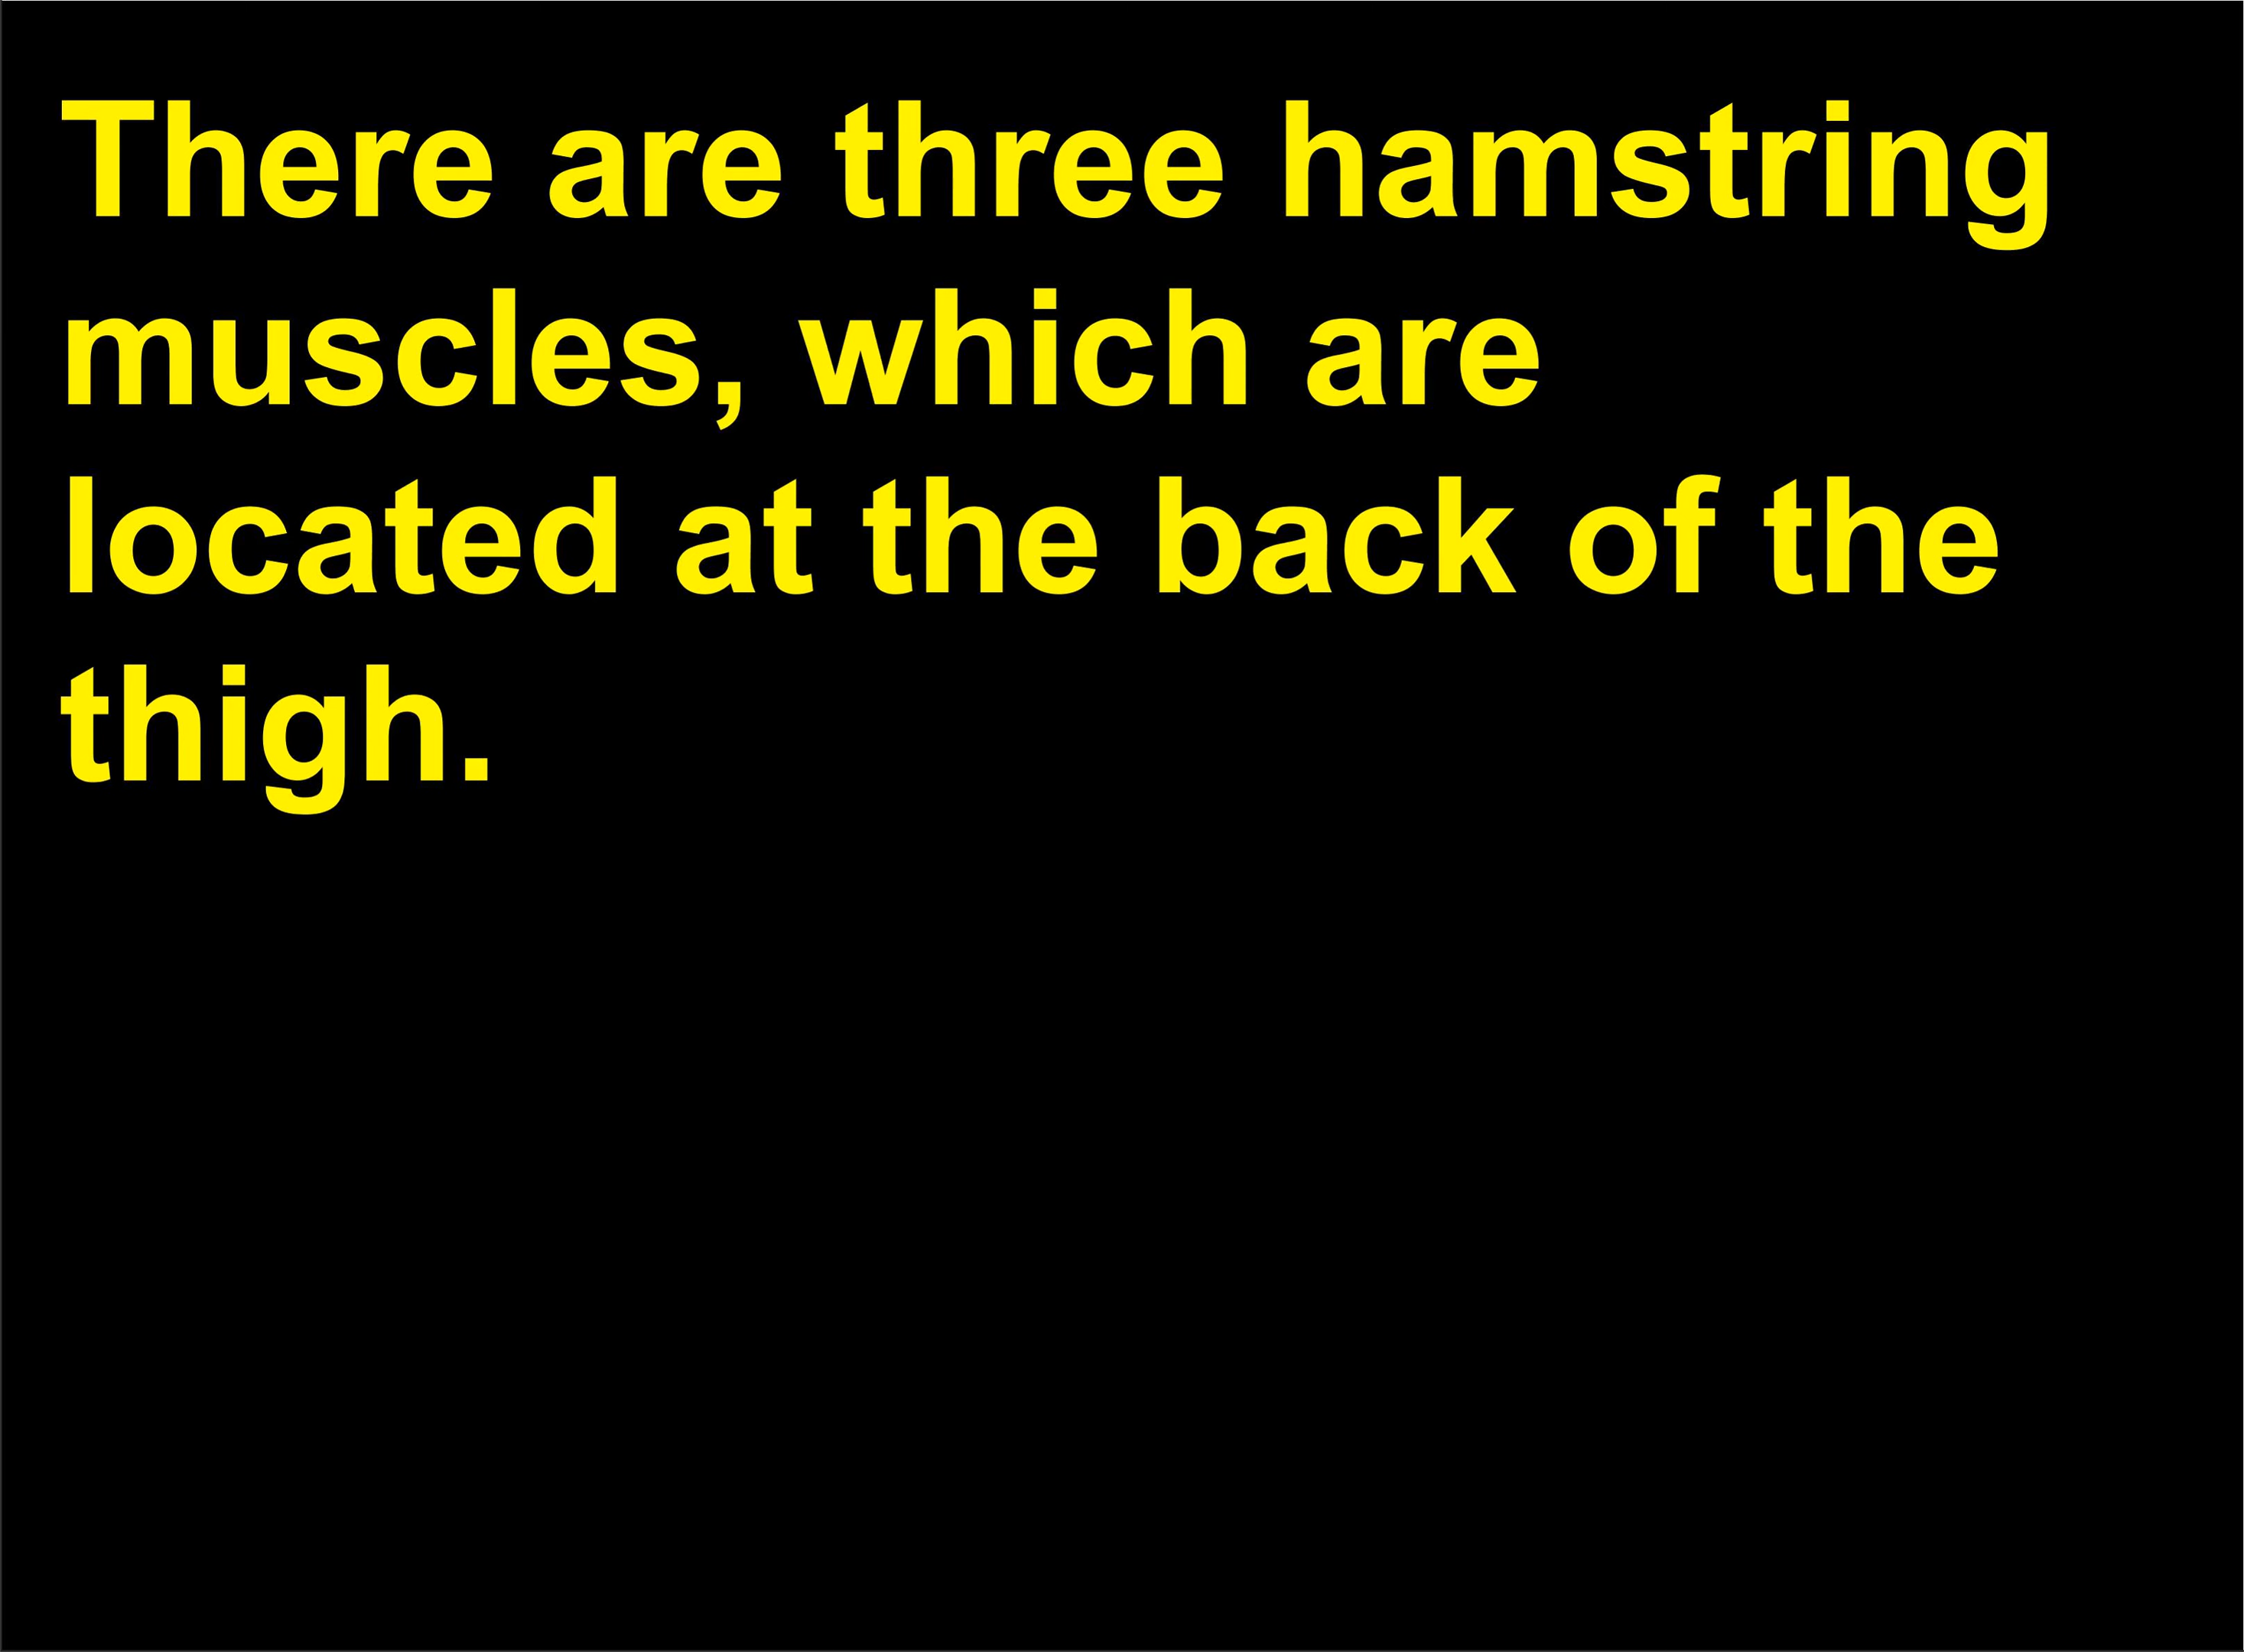 There are three hamstring
muscles, which are
located at the back of the
thigh.